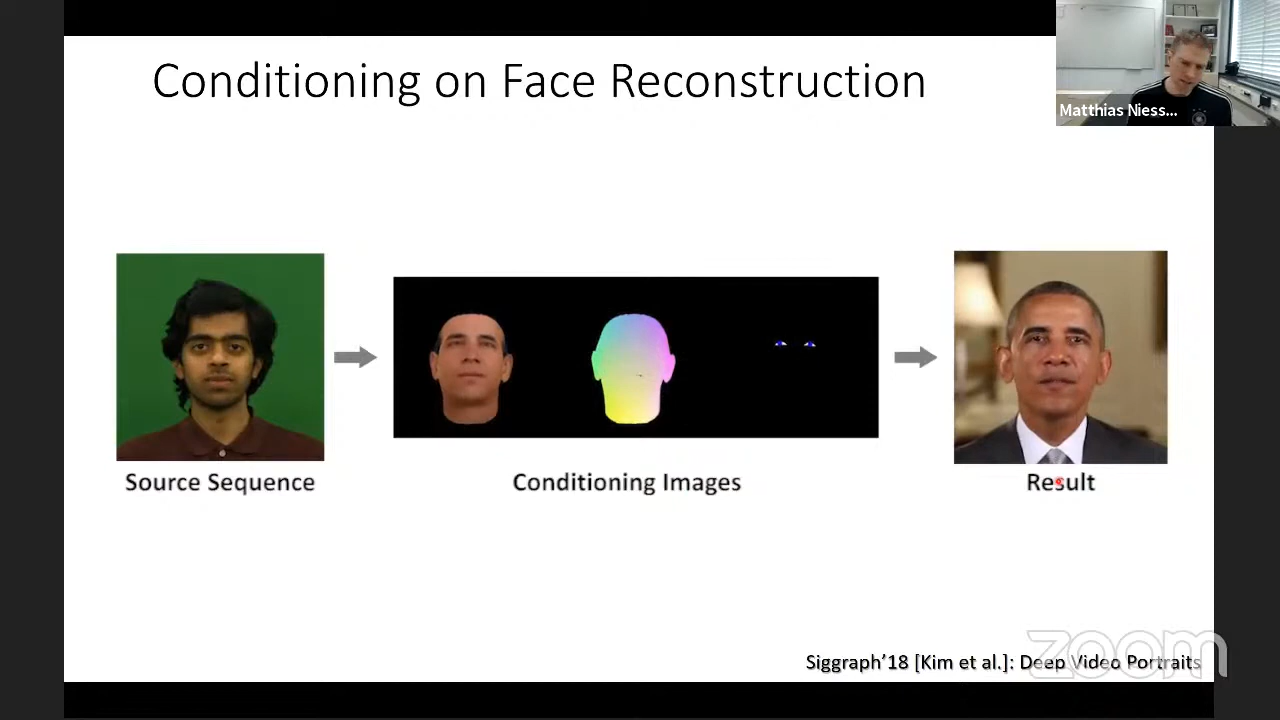 Conditioning on Face Reconstruction
Matthias Niess...
Source Sequence
Conditioning Images
Result
Siggraph’18 [Kim et al.]: Deep Video Portraits
zoom